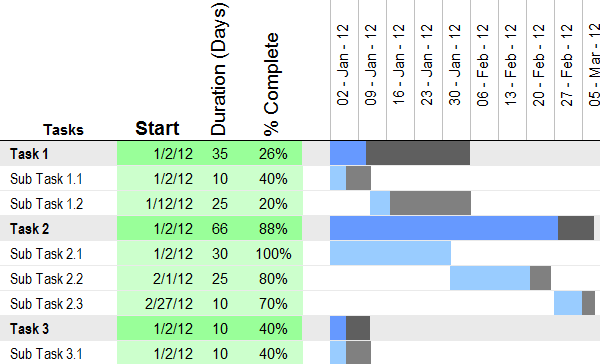 Tasks Start Duration (Days) % Complete 02 - Jan - 12 09 - Jan - 12 16 - Jan - 12 23 - Jan - 12 30 - Jan - 12 06 - Feb - 12 13 - Feb - 12 20 - Feb - 12 27 - Feb - 12 05 - Mar - 12
Task 1 1/2/12 35 26%
Sub Task 1.1 1/2/12 10 40%
Sub Task 1.2 1/12/12 25 20%
Task 2 1/2/12 66 88%
Sub Task 2.1 1/2/12 30 100%
Sub Task 2.2 2/1/12 25 80%
Sub Task 2.3 2/27/12 10 70%
Task 3 1/2/12 10 40%
Sub Task 3.1 1/2/12 10 40%